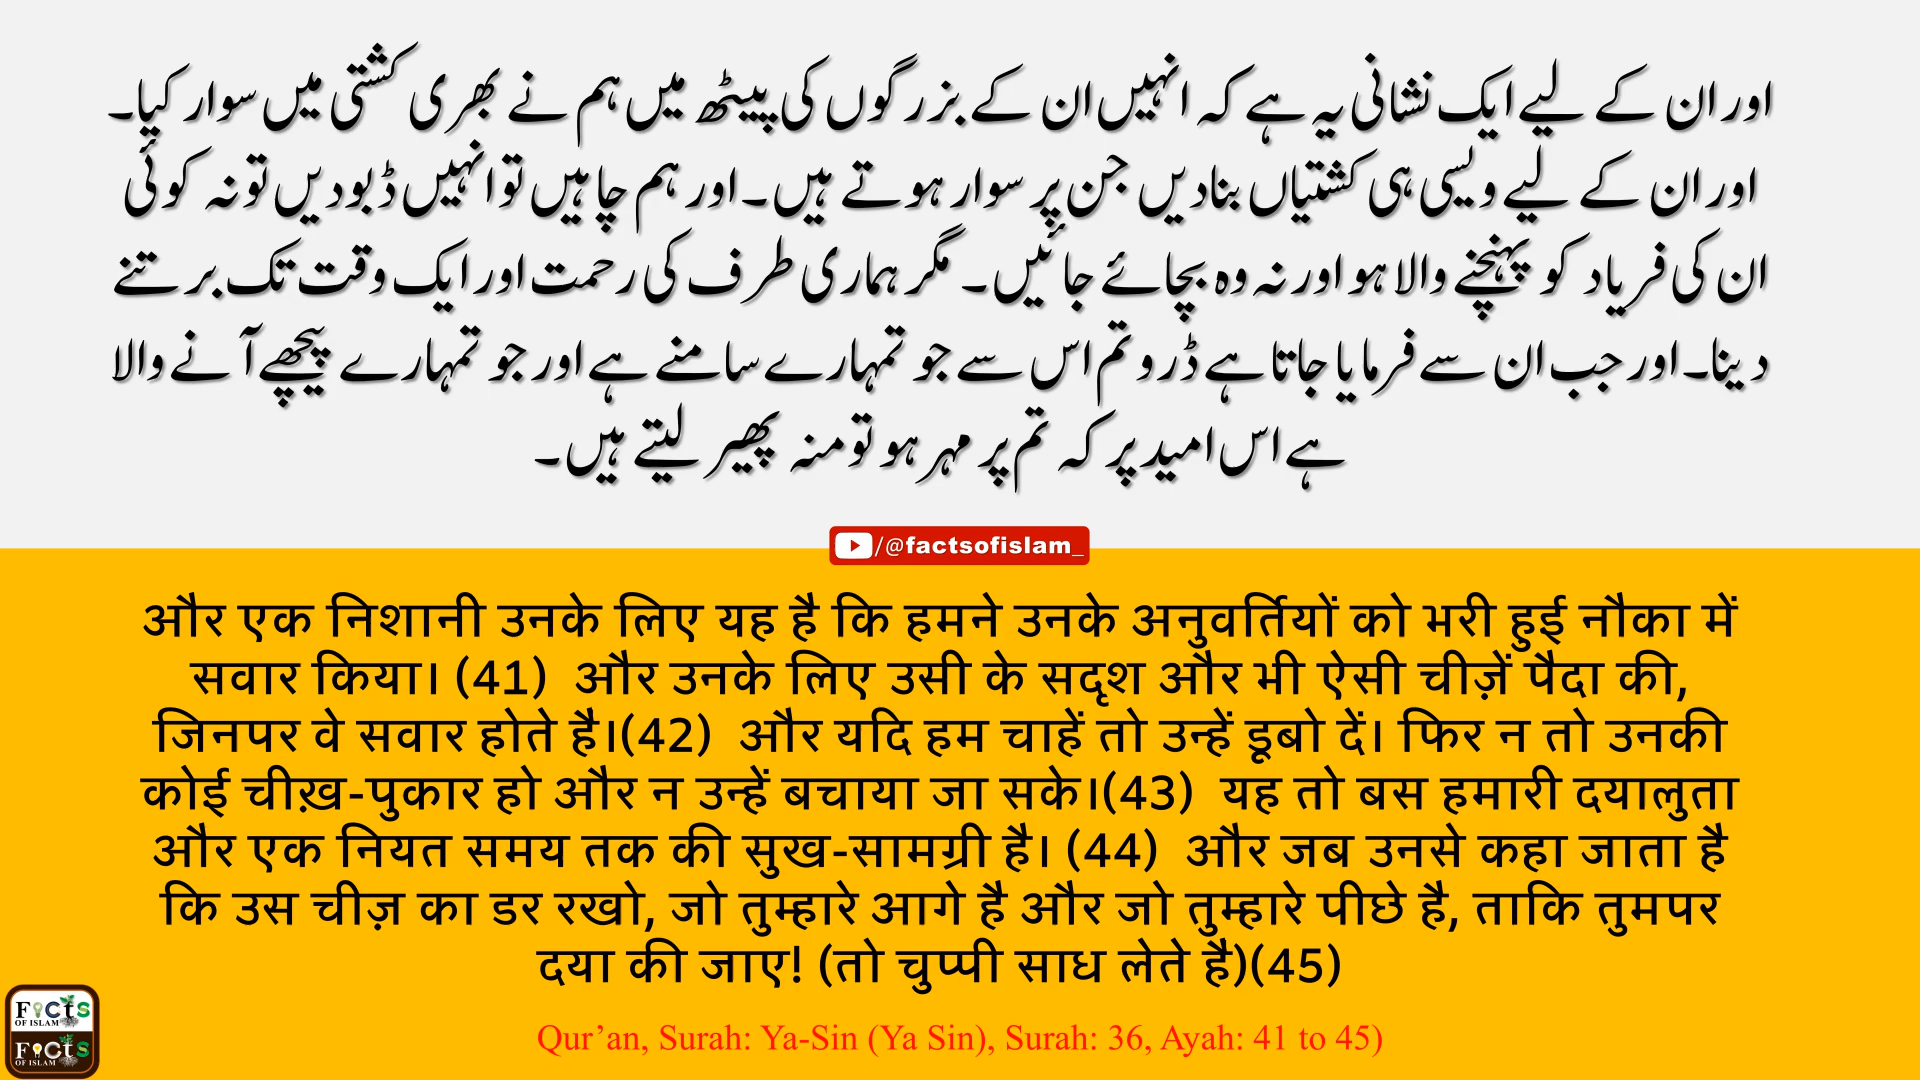 اور ان کے لیے ایک نشانی یہ ہے کہ انہیں ان کے بزرگوں کی پیٹھ میں ہم نے بھری کشتی میں سوار کیا۔
اور ان کے لیے ویسی ہی کشتیاں بنادیں جن پر سوار ہوتے ہیں۔ اور ہم چاہیں تو انہیں ڈبودیں تو نہ کوئی
ان کی فریاد کو پہنچنے والا ہو اور نہ وہ بچائے جائیں۔ مگر ہماری طرف کی رحمت اور ایک وقت تک برتنے
دینا۔ اور جب ان سے فرمایا جاتا ہے ڈرو تم اس سے جو تمہارے سامنے ہے اور جو تمہارے پیچھے آنے والا
ہے اس امید پر کہ تم پر مہر ہو تو منہ پھیر لیتے ہیں۔
/@factsofislam_
और एक निशानी उनके लिए यह है कि हमने उनके अनुवर्तियों को भरी हुई नौका में
सवार किया। (41) और उनके लिए उसी के सदृश और भी ऐसी चीज़ें पैदा की,
जिनपर वे सवार होते है।(42) और यदि हम चाहें तो उन्हें डूबो दें। फिर न तो उनकी
कोई चीख़-पुकार हो और न उन्हें बचाया जा सके।(43) यह तो बस हमारी दयालुता
और एक नियत समय तक की सुख-सामग्री है। (44) और जब उनसे कहा जाता है
कि उस चीज़ का डर रखो, जो तुम्हारे आगे है और जो तुम्हारे पीछे है, ताकि तुमपर
दया की जाए! (तो चुप्पी साध लेते है)(45)
Facts
OF ISLAM
Facts
OF ISLAM
Qur’an, Surah: Ya-Sin (Ya Sin), Surah: 36, Ayah: 41 to 45)